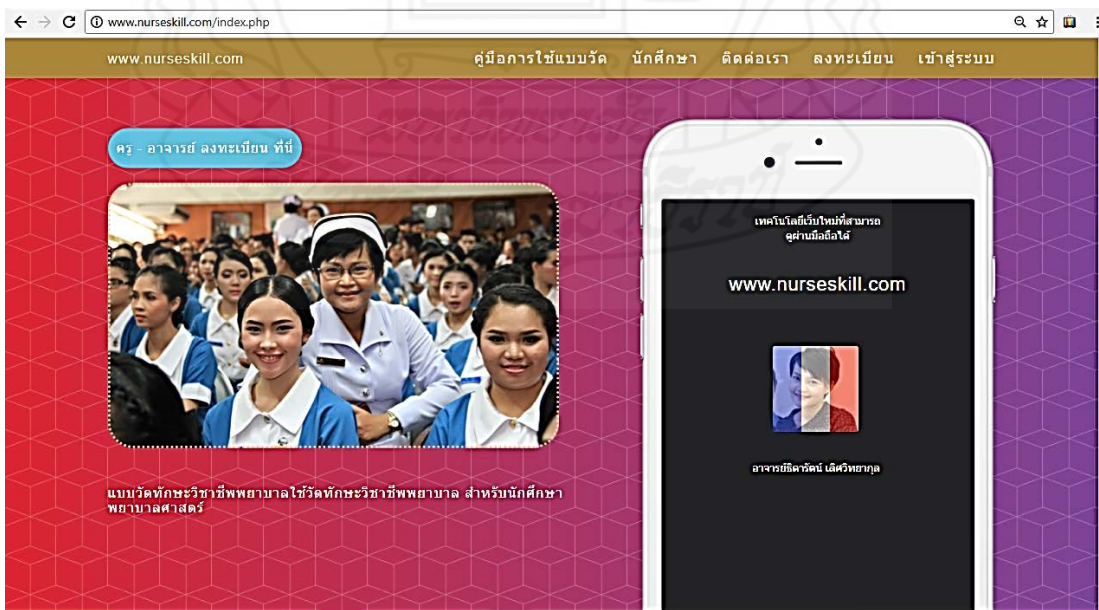 www.nurseskill.com/index.php
www.nurseskill.com
คู่มือการใช้แบบวัด นักศึกษา ติดต่อเรา ลงทะเบียน เข้าสู่ระบบ
ครู - อาจารย์ ลงทะเบียน ที่นี่
แบบวัดทักษะวิชาชีพพยาบาลใช้วัดทักษะวิชาชีพพยาบาล สำหรับนักศึกษา
พยาบาลศาสตร์
เทคโนโลยีเว็บใหม่ที่สามารถ
ดูผ่านมือถือได้
www.nurseskill.com
อาจารย์ธิดารัตน์ เลิศวิทยากุล